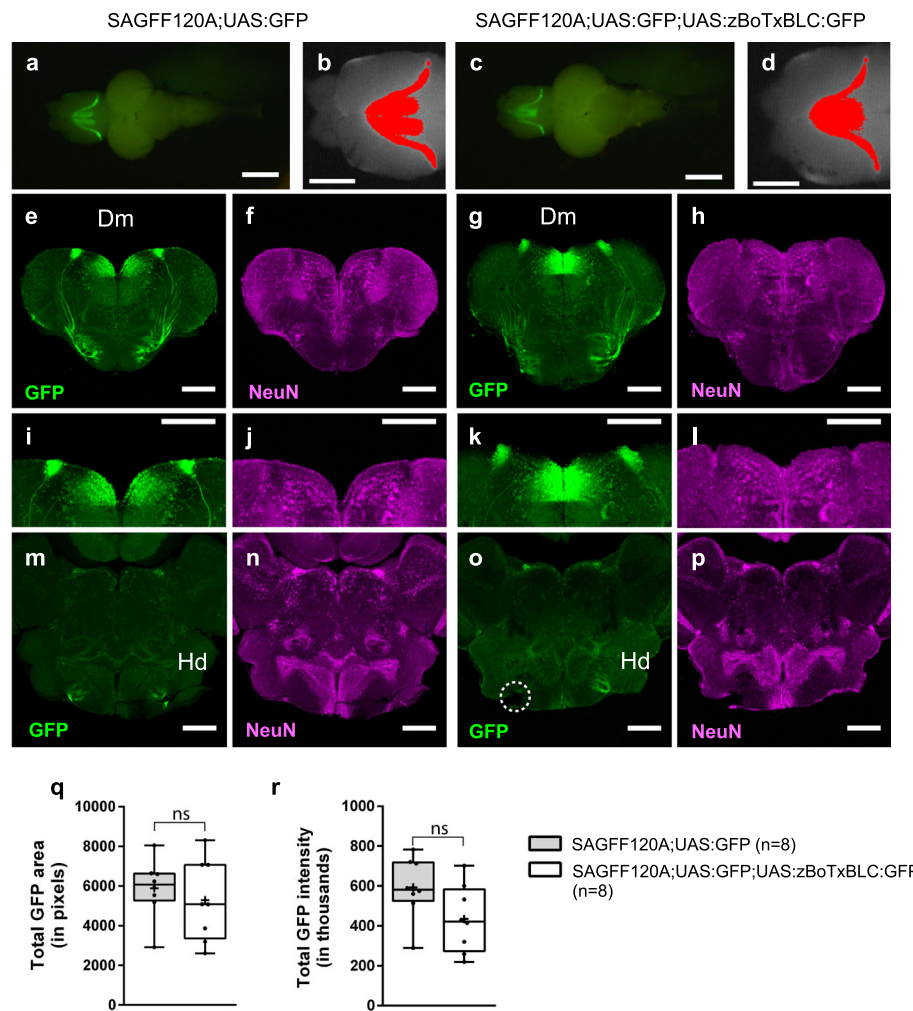 SAGFF120A;UAS:GFP
SAGFF120A;UAS:GFP;UAS:zBoTxBLC:GFP
a
b
c
d
e
Dm
f
g
Dm
h
GFP
NeuN
GFP
NeuN
i
j
k
l
m
n
o
p
Hd
Hd
GFP
NeuN
GFP
NeuN
q
Total GFP area
(in pixels)
10000
8000
6000
4000
2000
0
ns
r
Total GFP intensity
(in thousands)
1000
800
600
400
200
0
ns
SAGFF120A;UAS:GFP (n=8)
SAGFF120A;UAS:GFP;UAS:zBoTxBLC:GFP
(n=8)